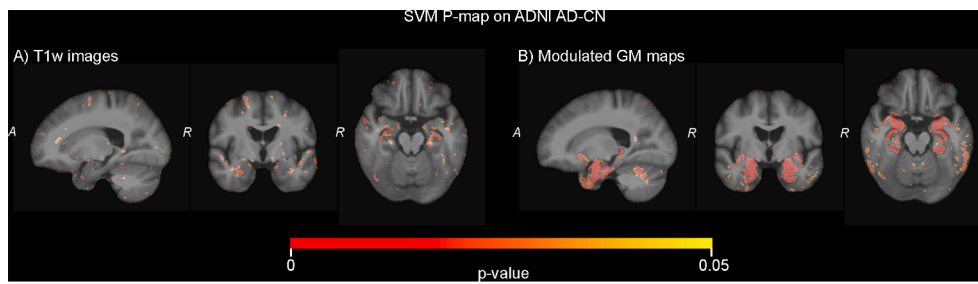 SVM P-map on ADNI AD-CN
A) T1w images
B) Modulated GM maps
A R R A R R
0 0.05
p-value